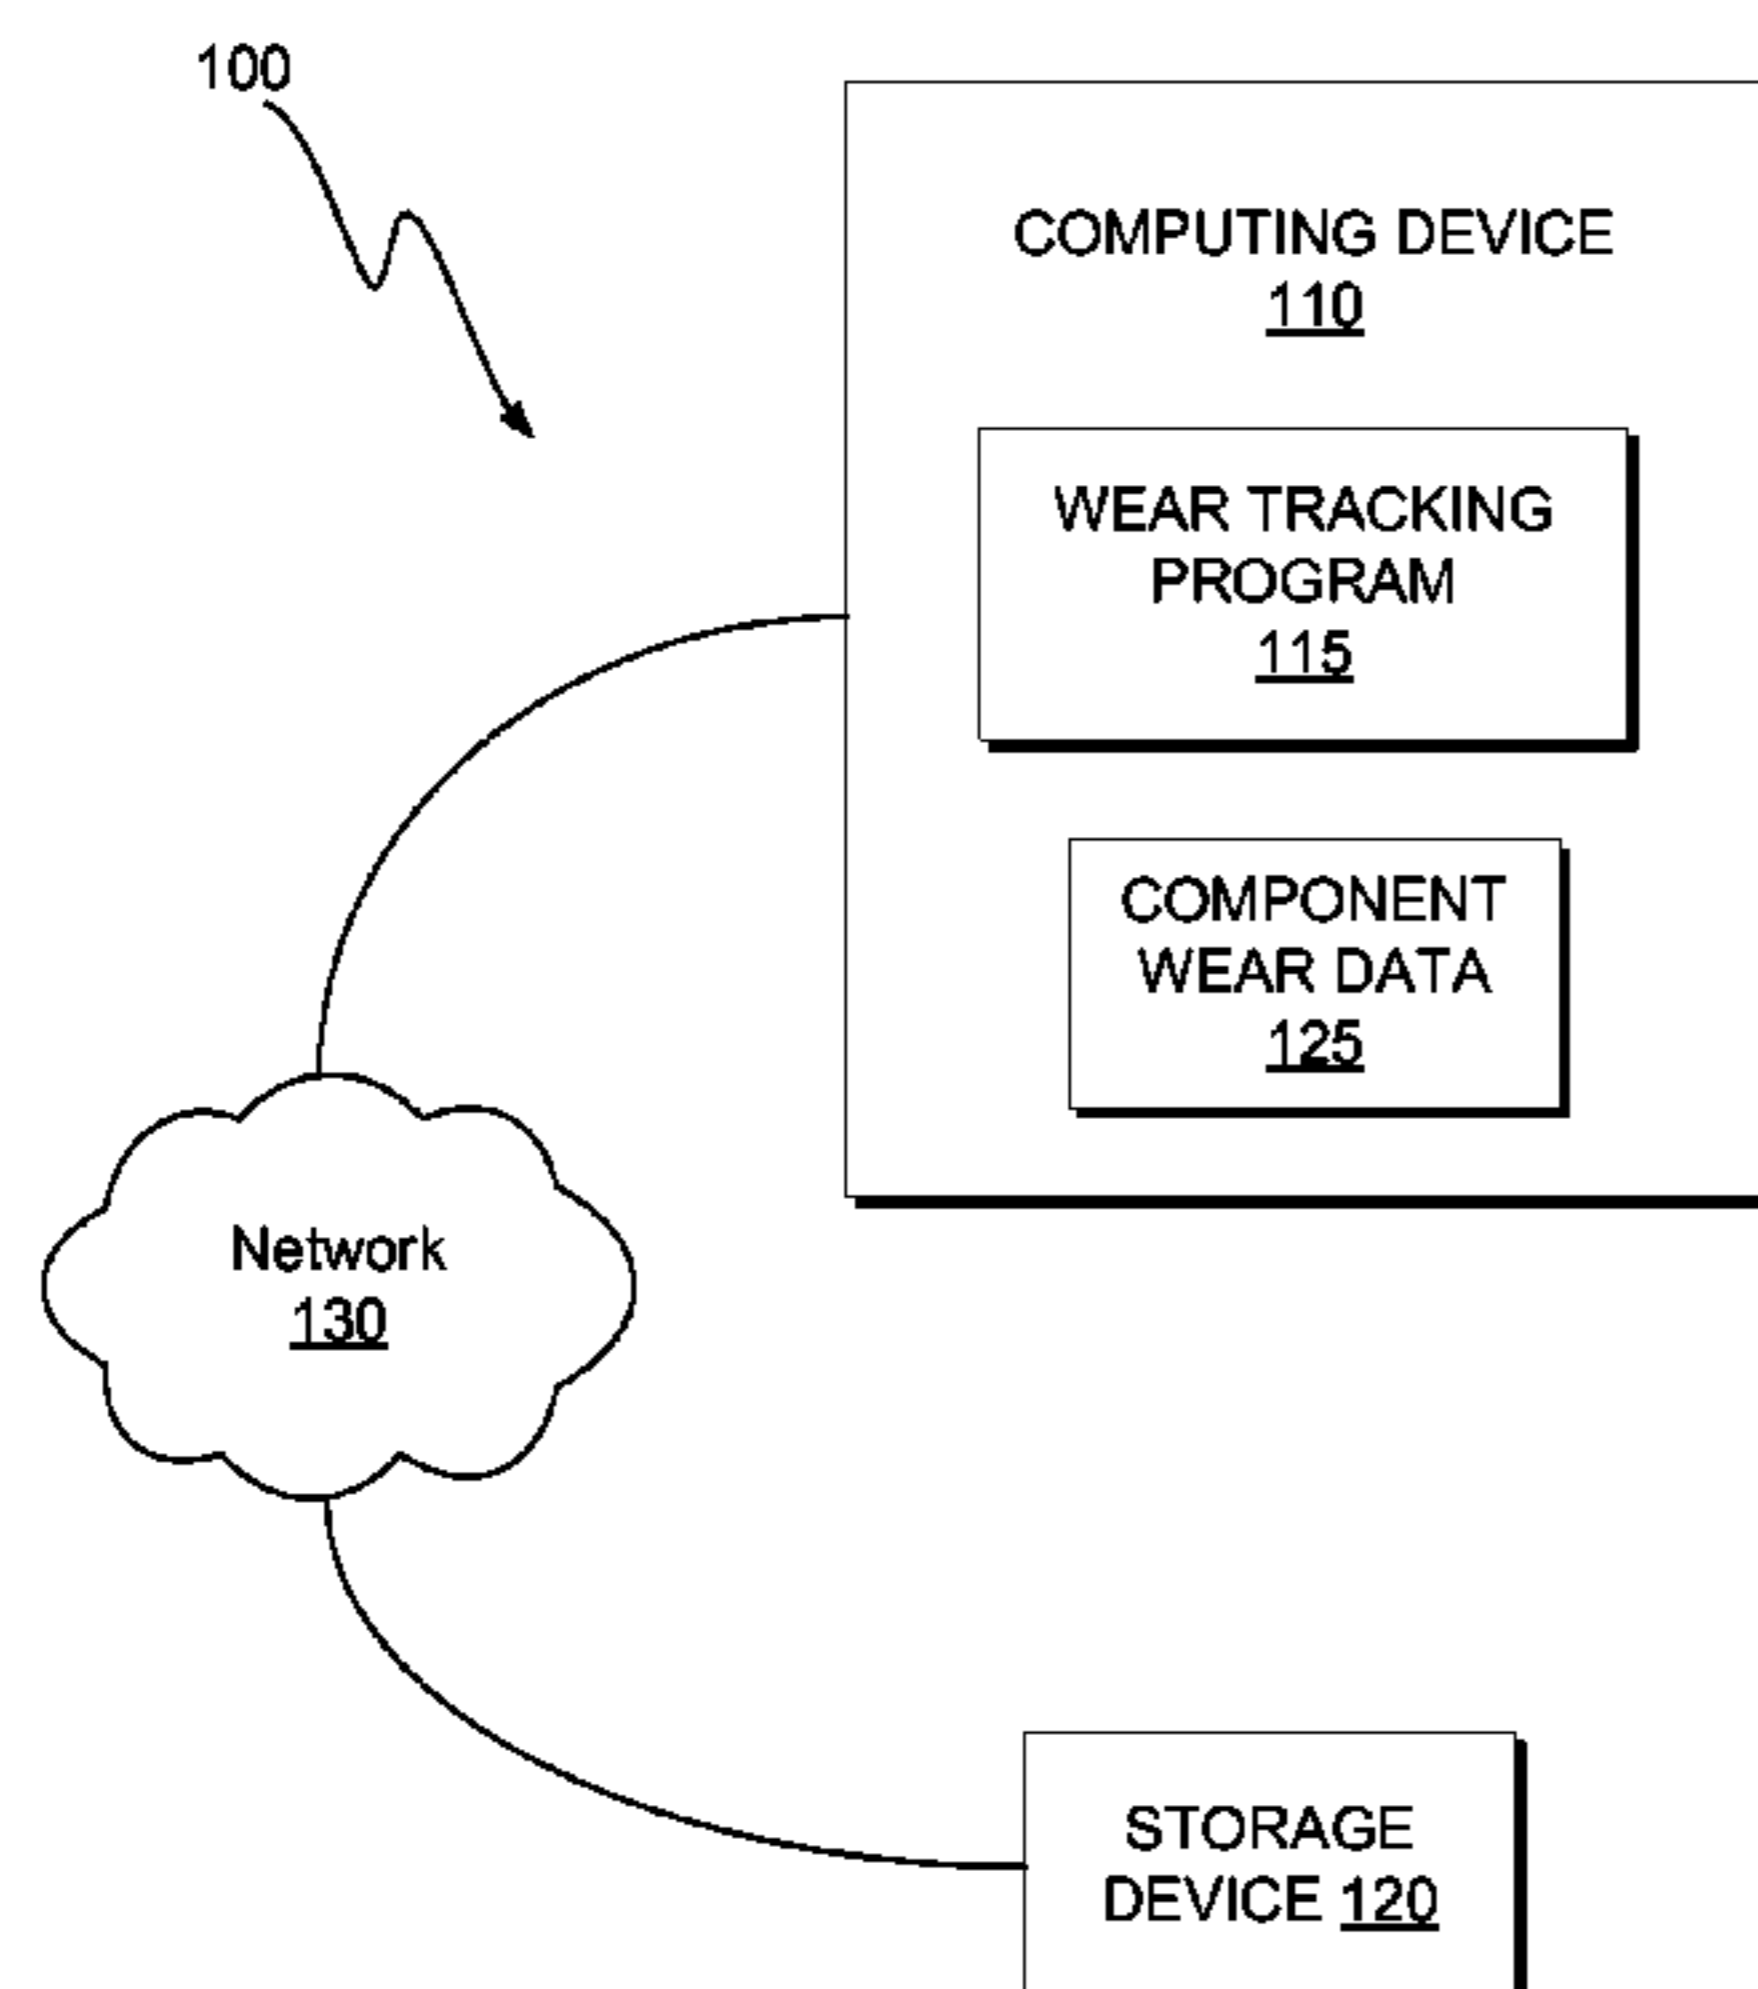 100
COMPUTING DEVICE
110
WEAR TRACKING
PROGRAM
115
COMPONENT
WEAR DATA
125
Network
130
STORAGE
DEVICE 120